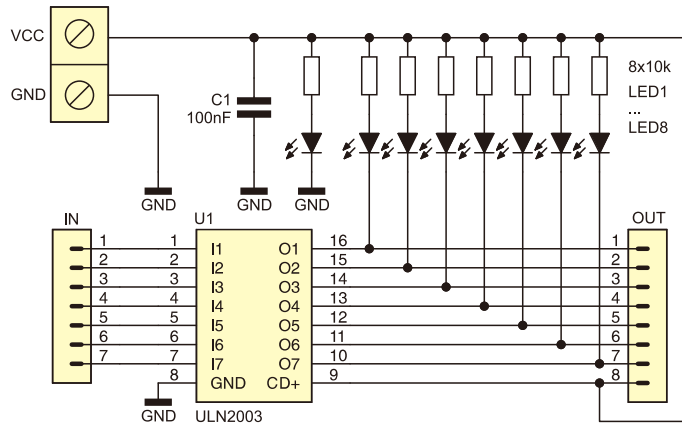 VCC
GND
C1
100nF
8x10k
LED1
...
LED8
GND
GND
GND
IN
U1
OUT
1 1 I1 O1 16 1
2 2 I2 O2 15 2
3 3 I3 O3 14 3
4 4 I4 O4 13 4
5 5 I5 O5 12 5
6 6 I6 O6 11 6
7 7 I7 O7 10 7
8 GND CD+ 9 8
GND
ULN2003